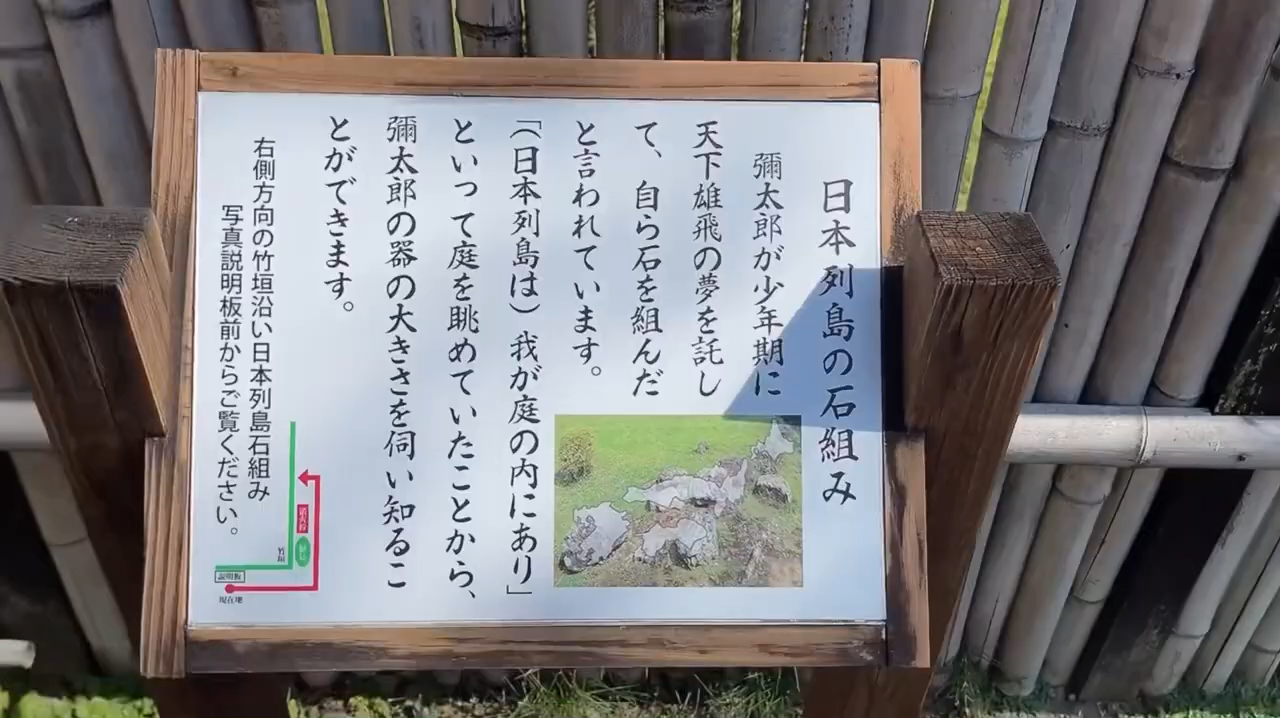 日本列島の石組み
彌太郎が少年期に
天下雄飛の夢を託し
て、自ら石を組んだ
と言われています。
「（日本列島は）我が庭の内にあり」
といって庭を眺めていたことから、
彌太郎の器の大きさを伺い知るこ
とができます。
右側方向の竹垣沿い日本列島石組み
写真説明板前からご覧ください。
竹垣
説明板
現在地